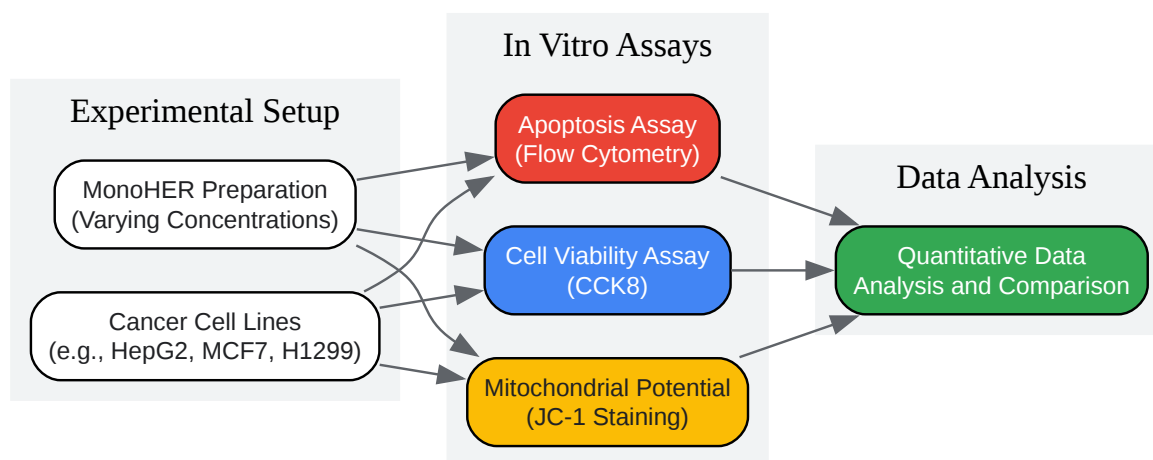 Experimental Setup
MonoHER Preparation
(Varying Concentrations)
Cancer Cell Lines
(e.g., HepG2, MCF7, H1299)
In Vitro Assays
Apoptosis Assay
(Flow Cytometry)
Cell Viability Assay
(CCK8)
Mitochondrial Potential
(JC-1 Staining)
Data Analysis
Quantitative Data
Analysis and Comparison